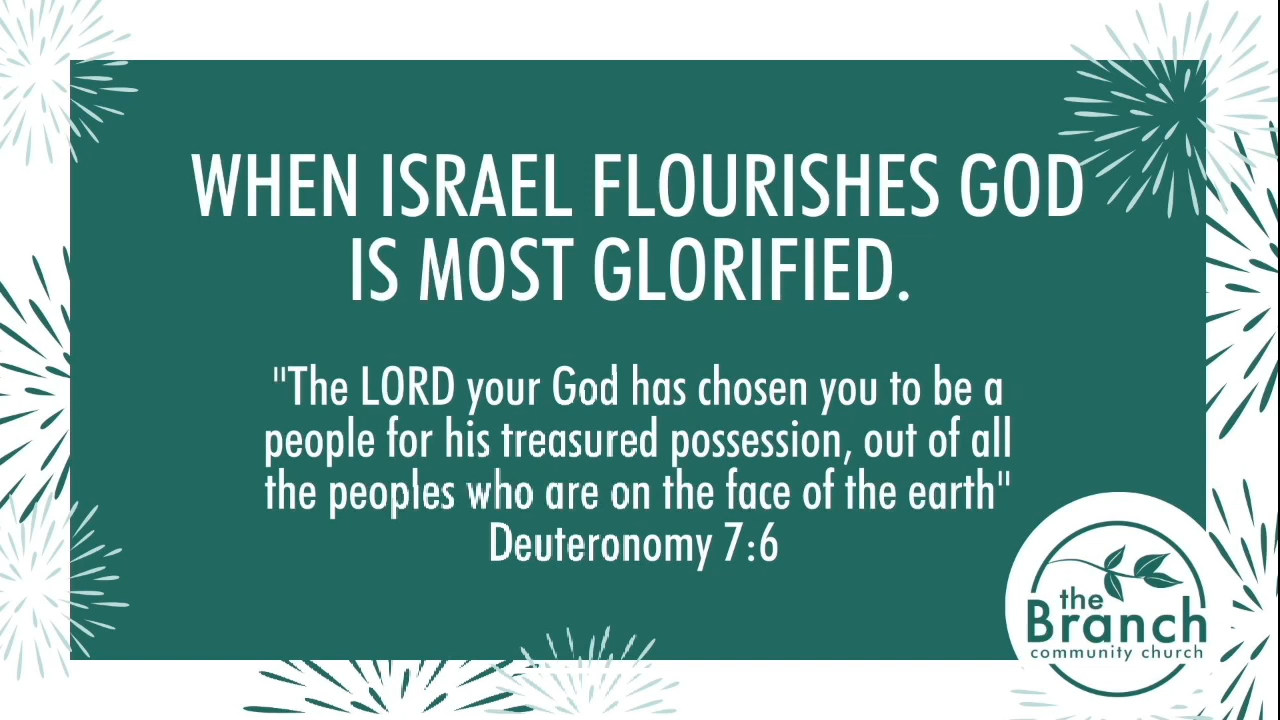 WHEN ISRAEL FLOURISHES GOD
IS MOST GLORIFIED.
"The LORD your God has chosen you to be a
people for his treasured possession, out of all
the peoples who are on the face of the earth"
Deuteronomy 7:6
the
Branch
community church